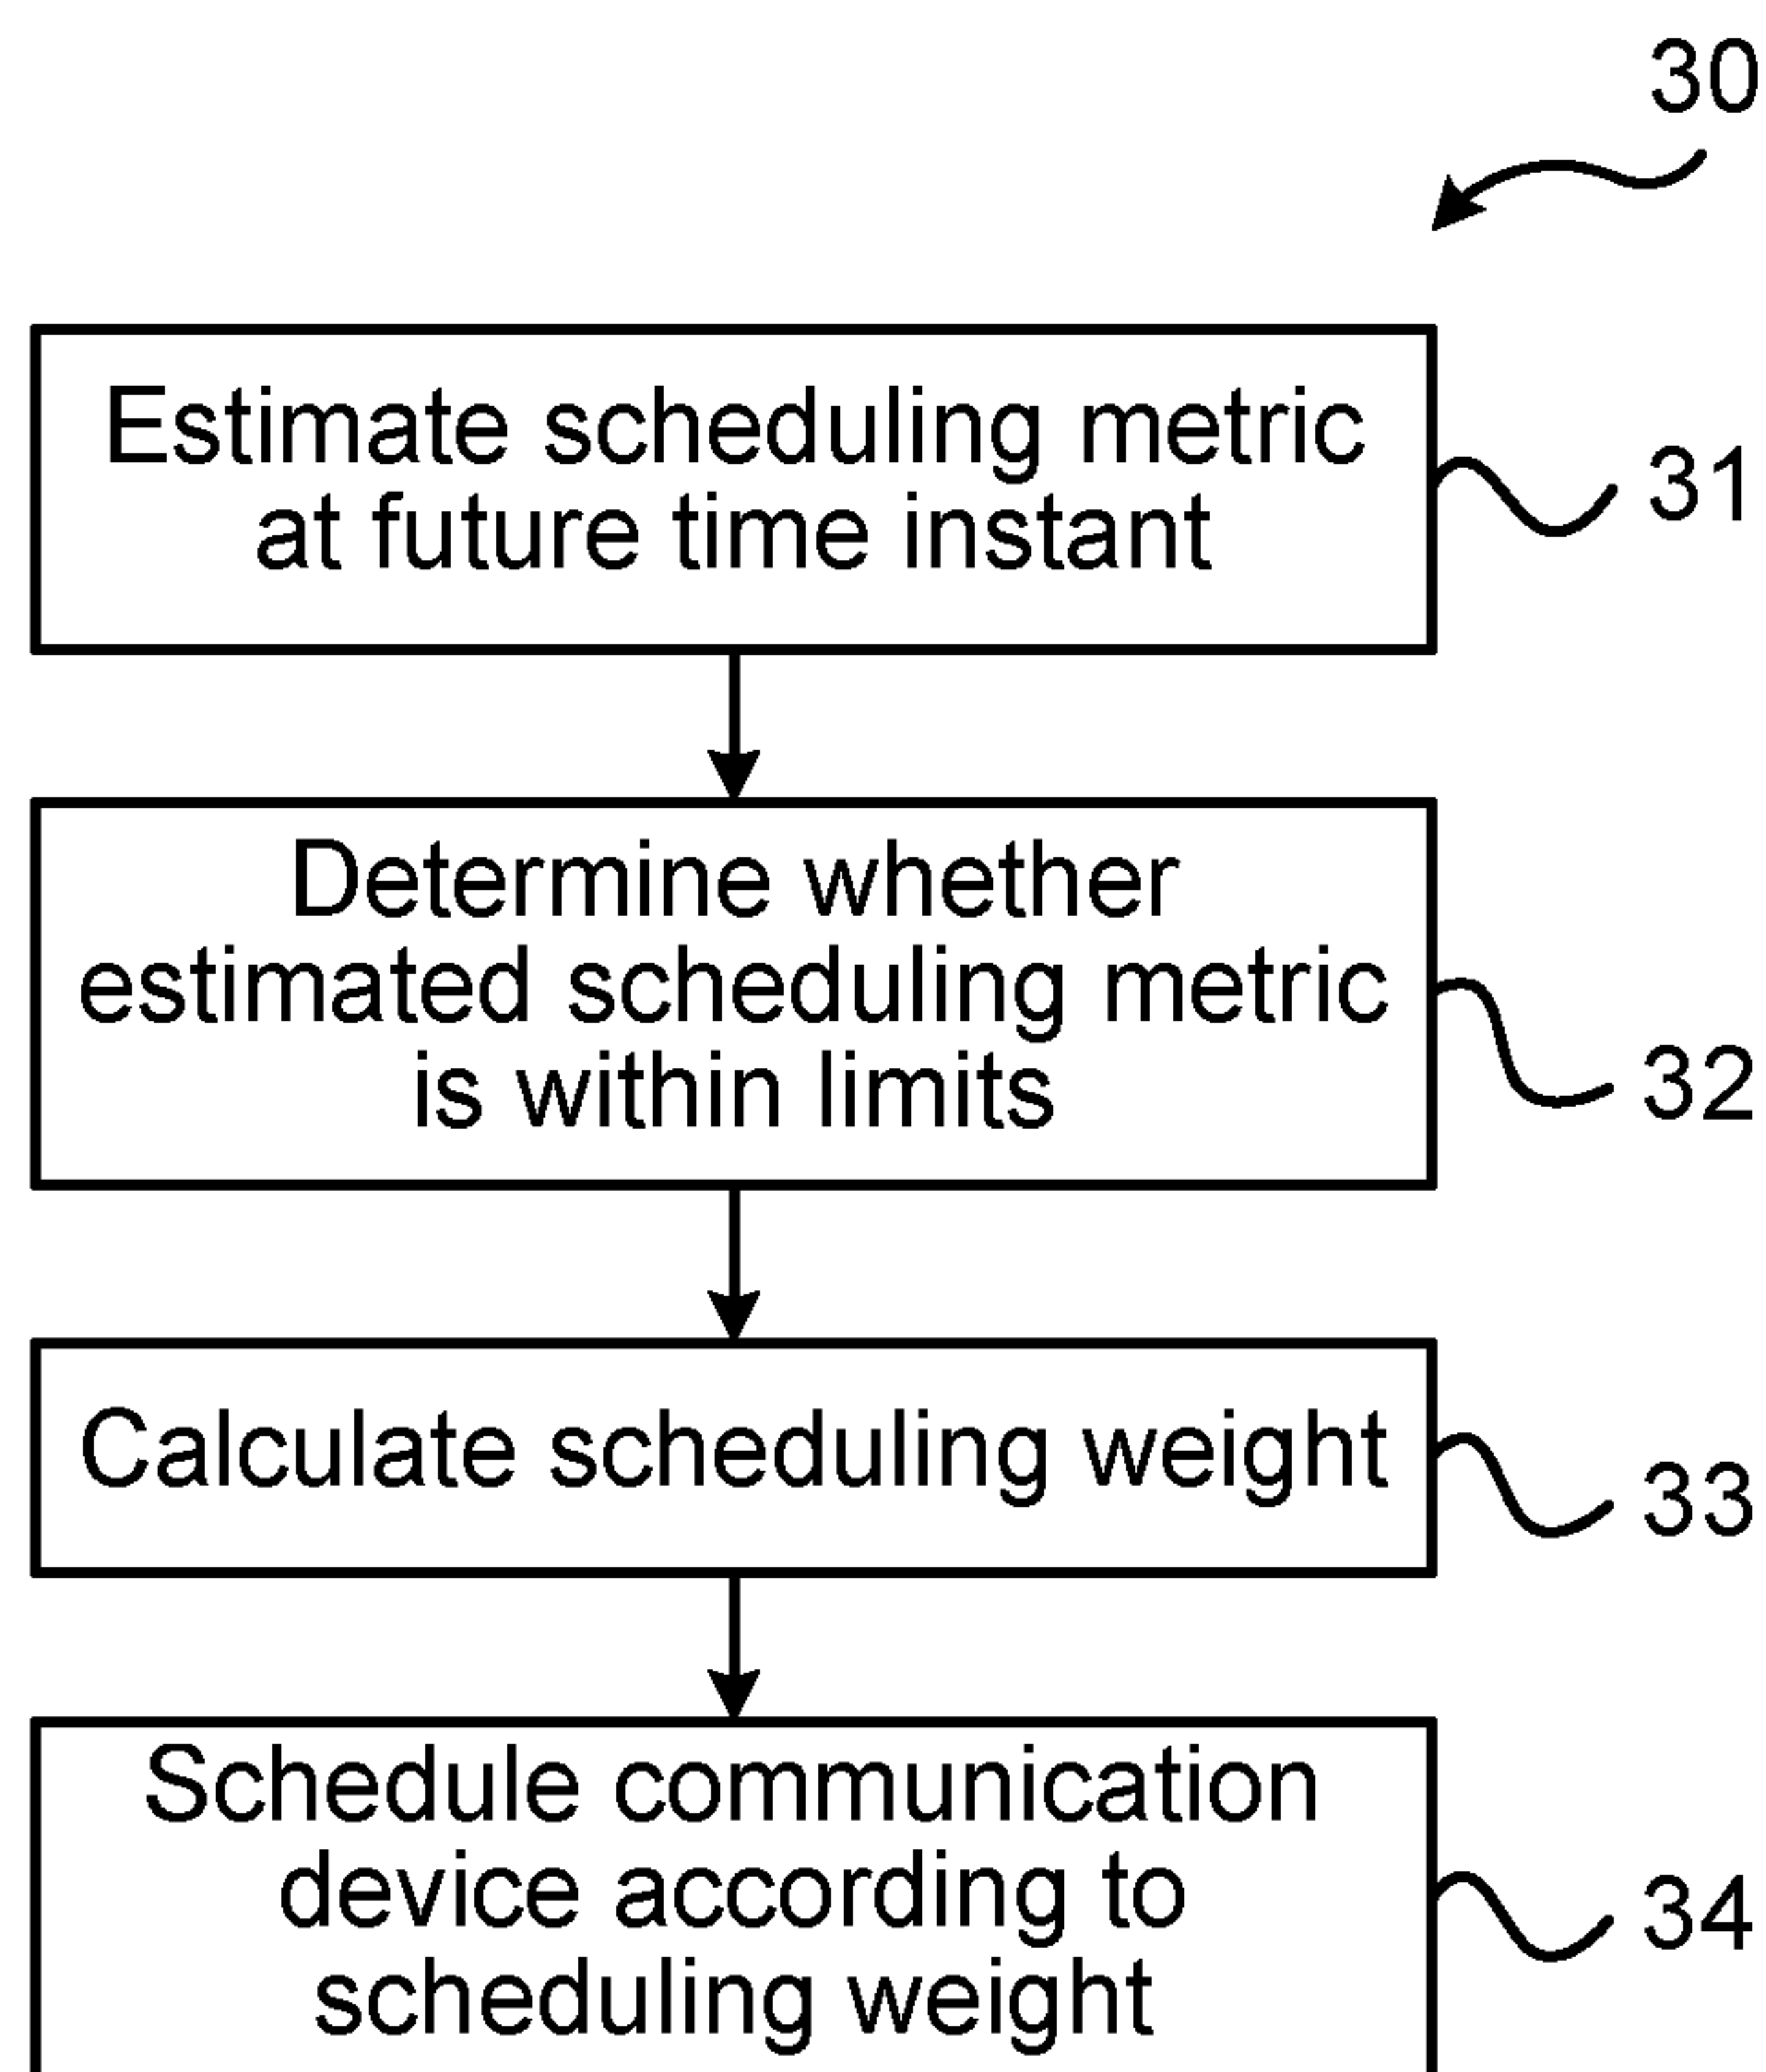 30
Estimate scheduling metric
at future time instant
31
Determine whether
estimated scheduling metric
is within limits
32
Calculate scheduling weight
33
Schedule communication
device according to
scheduling weight
34